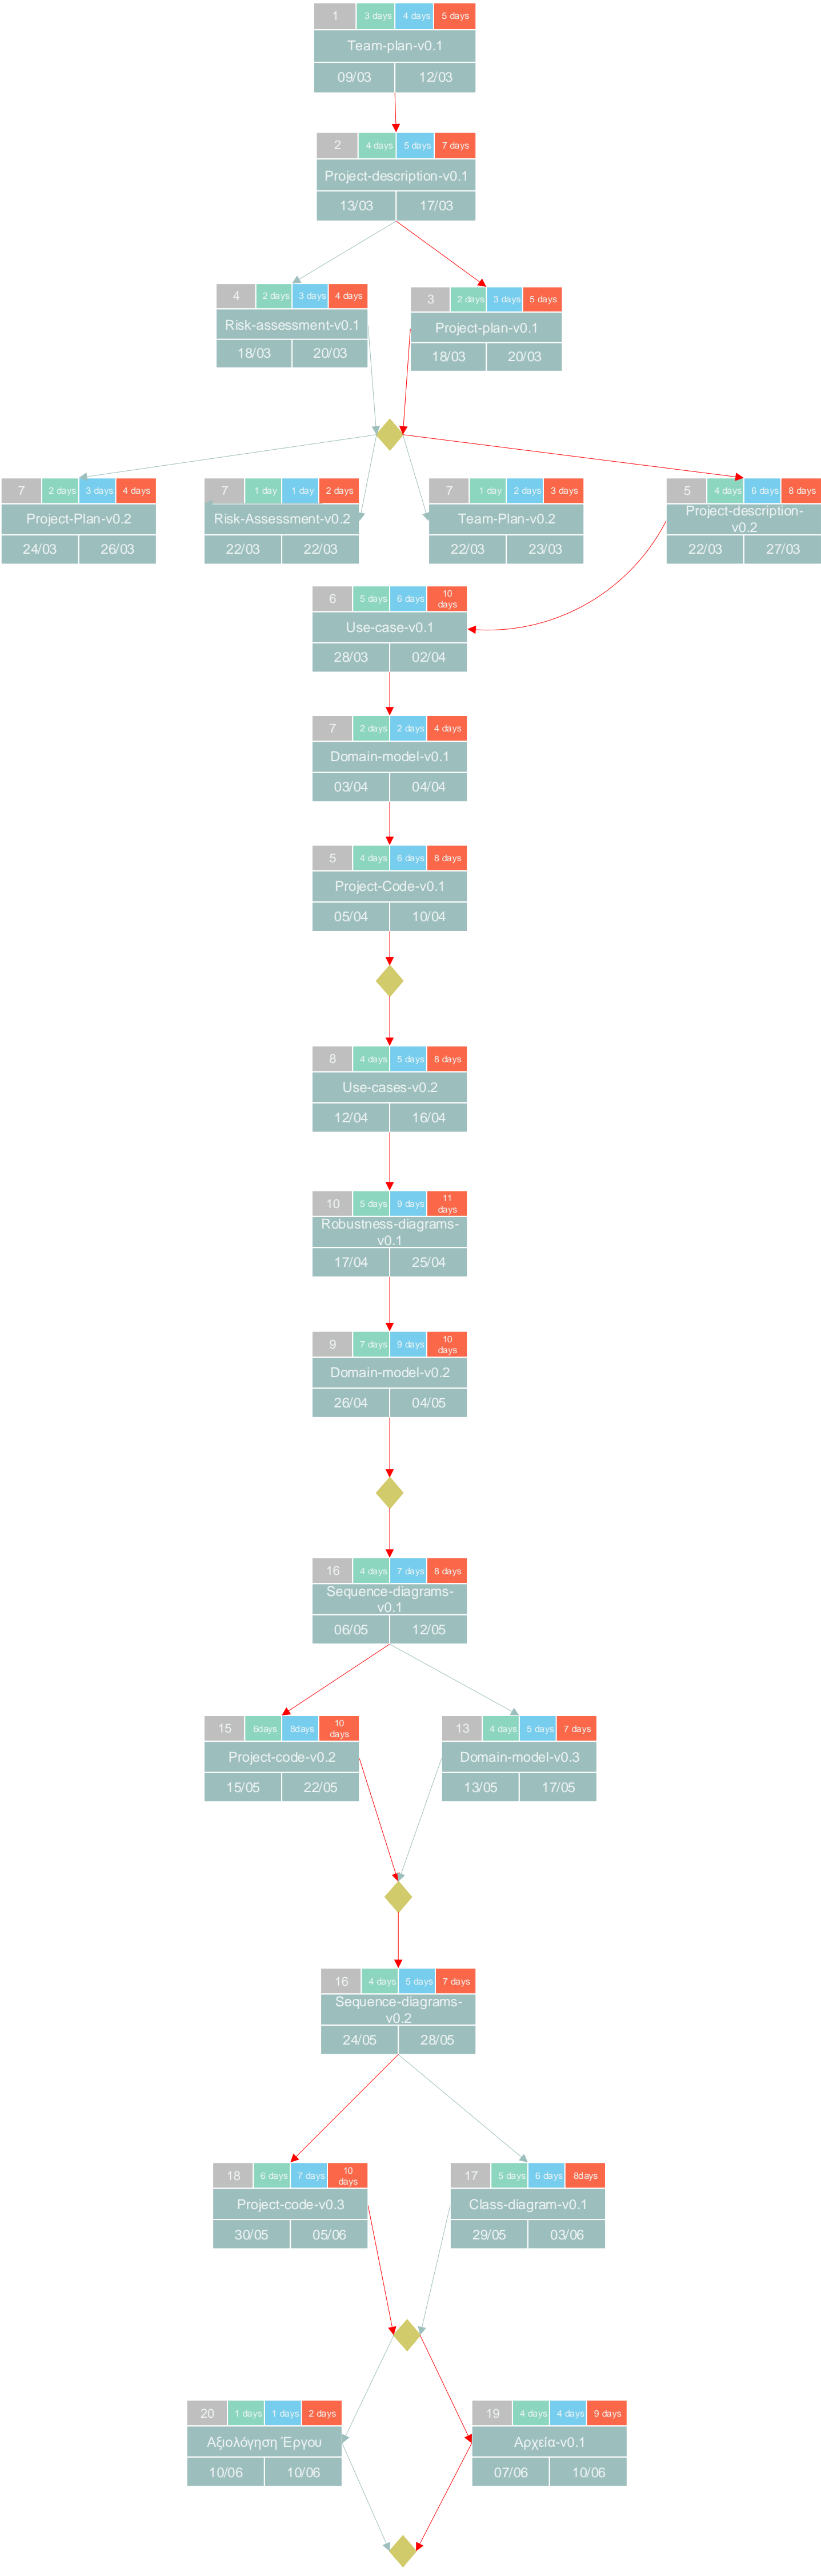 1 3 days 4 days 5 days
Team-plan-v0.1
09/03 12/03
2 4 days 5 days 7 days
Project-description-v0.1
13/03 17/03
4 2 days 3 days 4 days
Risk-assessment-v0.1
18/03 20/03
3 2 days 3 days 5 days
Project-plan-v0.1
18/03 20/03
7 2 days 3 days 4 days
Project-Plan-v0.2
24/03 26/03
7 1 day 1 day 2 days
Risk-Assessment-v0.2
22/03 22/03
7 1 day 2 days 3 days
Team-Plan-v0.2
22/03 23/03
5 4 days 6 days 8 days
Project-description-
v0.2
22/03 27/03
6 5 days 6 days 10
days
Use-case-v0.1
28/03 02/04
7 2 days 2 days 4 days
Domain-model-v0.1
03/04 04/04
5 4 days 6 days 8 days
Project-Code-v0.1
05/04 10/04
8 4 days 5 days 8 days
Use-cases-v0.2
12/04 16/04
10 5 days 9 days 11
days
Robustness-diagrams-
v0.1
17/04 25/04
9 7 days 9 days 10
days
Domain-model-v0.2
26/04 04/05
16 4 days 7 days 8 days
Sequence-diagrams-
v0.1
06/05 12/05
15 6days 8days 10
days
Project-code-v0.2
15/05 22/05
13 4 days 5 days 7 days
Domain-model-v0.3
13/05 17/05
16 4 days 5 days 7 days
Sequence-diagrams-
v0.2
24/05 28/05
18 6 days 7 days 10
days
Project-code-v0.3
30/05 05/06
17 5 days 6 days 8days
Class-diagram-v0.1
29/05 03/06
20 1 days 1 days 2 days
Αξιολόγηση Έργου
10/06 10/06
19 4 days 4 days 9 days
Αρχεία-v0.1
07/06 10/06